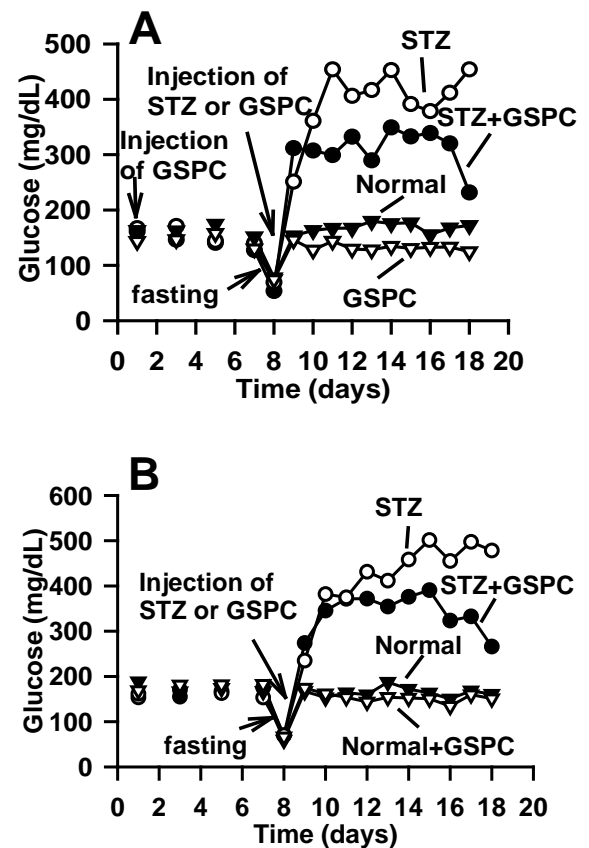 A
500
400
300
200
100
0
Glucose (mg/dL)
Injection of
STZ or GSPC
Injection
of GSPC
fasting
STZ
STZ+GSPC
Normal
GSPC
0 2 4 6 8 10 12 14 16 18 20
Time (days)
B
600
500
400
300
200
100
0
Glucose (mg/dL)
Injection of
STZ or GSPC
fasting
STZ
STZ+GSPC
Normal
Normal+GSPC
0 2 4 6 8 10 12 14 16 18 20
Time (days)